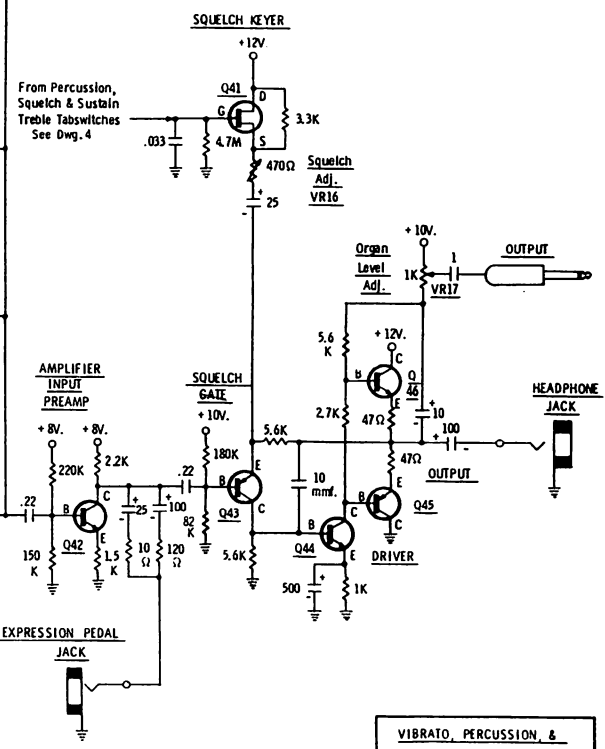 SQUELCH KEYER
+12V.
From Percussion,
Squelch & Sustain
Treble Tabswitches
See Dwg. 4
Q41
D
G
S
3.3K
.033
4.7M
470Ω
Squelch
Adj.
VR16
+
25
-
+10V.
Organ
Level
Adj.
1K
VR17
1
OUTPUT
5.6
K
+12V.
C
B
Q
46
E
AMPLIFIER
INPUT
PREAMP
SQUELCH
GATE
HEADPHONE
JACK
+8V.
+8V.
+10V.
2.7K
47Ω
+
10
-
+
100
-
220K
2.2K
180K
5.6K
47Ω
OUTPUT
.22
B
C
E
Q42
+
25
-
+
100
-
.22
B
E
C
Q43
10
mmf.
B
E
C
Q45
150
K
1.5
K
10
Ω
120
Ω
82
K
5.6K
B
C
E
Q44
DRIVER
500
+
-
1K
EXPRESSION PEDAL
JACK
VIBRATO, PERCUSSION, &